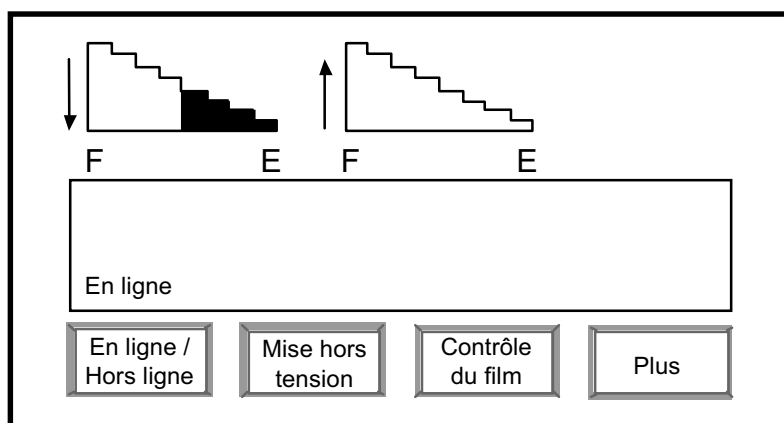 F E F E
En ligne
En ligne /
Hors ligne
Mise hors
tension
Contrôle
du film
Plus